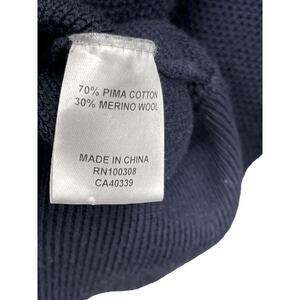 70% PIMA COTTON
30% MERINO WOOL
MADE IN CHINA
RN100308
CA40339